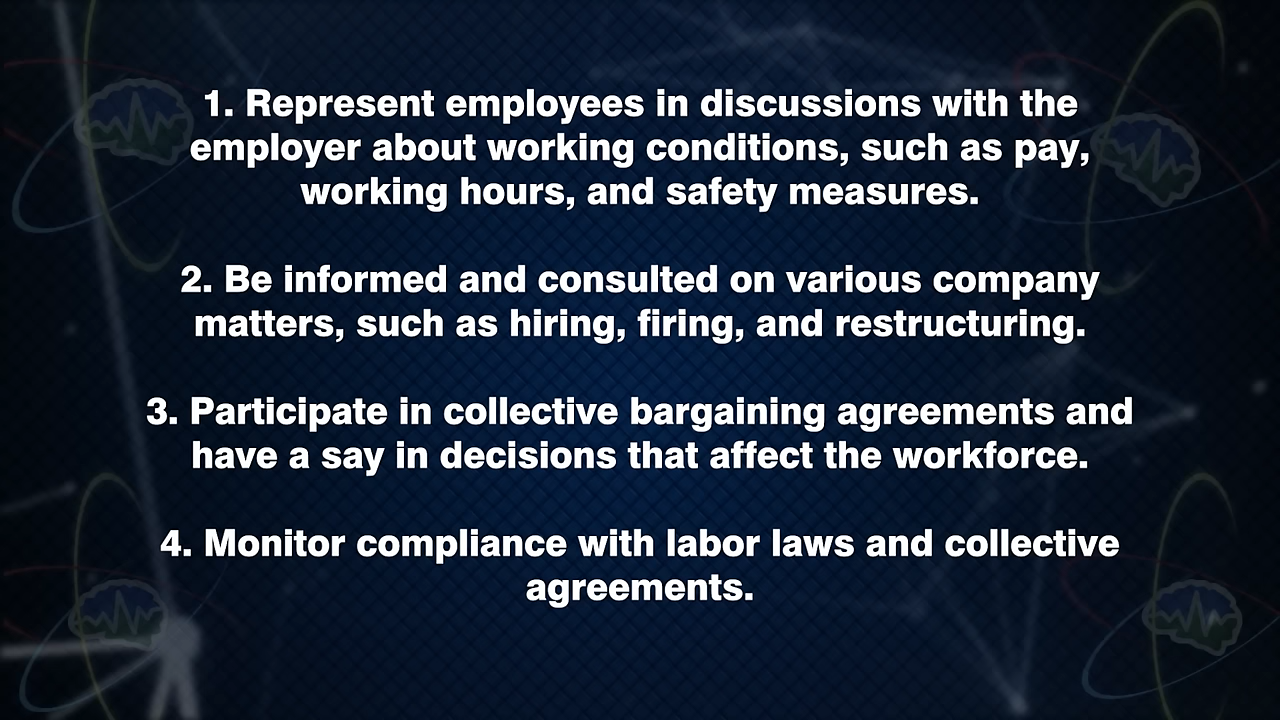 1. Represent employees in discussions with the
employer about working conditions, such as pay,
working hours, and safety measures.
2. Be informed and consulted on various company
matters, such as hiring, firing, and restructuring.
3. Participate in collective bargaining agreements and
have a say in decisions that affect the workforce.
4. Monitor compliance with labor laws and collective
agreements.